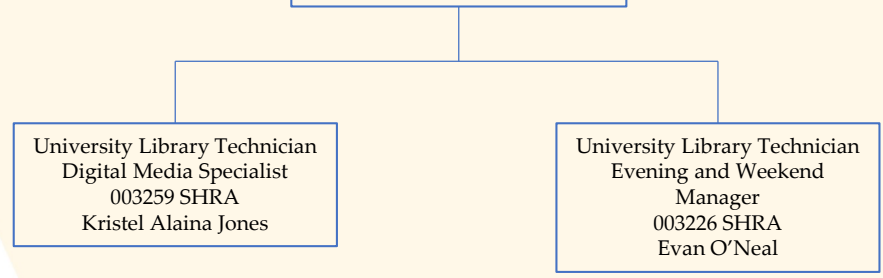 University Library Technician
Digital Media Specialist
003259 SHRA
Kristel Alaina Jones
University Library Technician
Evening and Weekend
Manager
003226 SHRA
Evan O’Neal